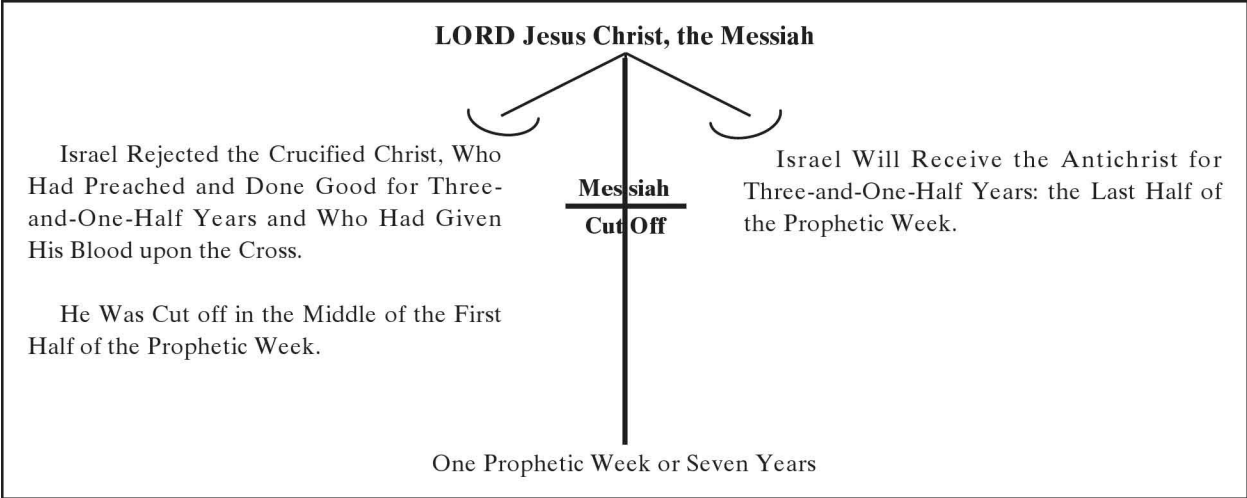 LORD Jesus Christ, the Messiah
Israel Rejected the Crucified Christ, Who
Had Preached and Done Good for Three-
and-One-Half Years and Who Had Given
His Blood upon the Cross.
He Was Cut off in the Middle of the First
Half of the Prophetic Week.
Messiah
Cut Off
Israel Will Receive the Antichrist for
Three-and-One-Half Years: the Last Half of
the Prophetic Week.
One Prophetic Week or Seven Years